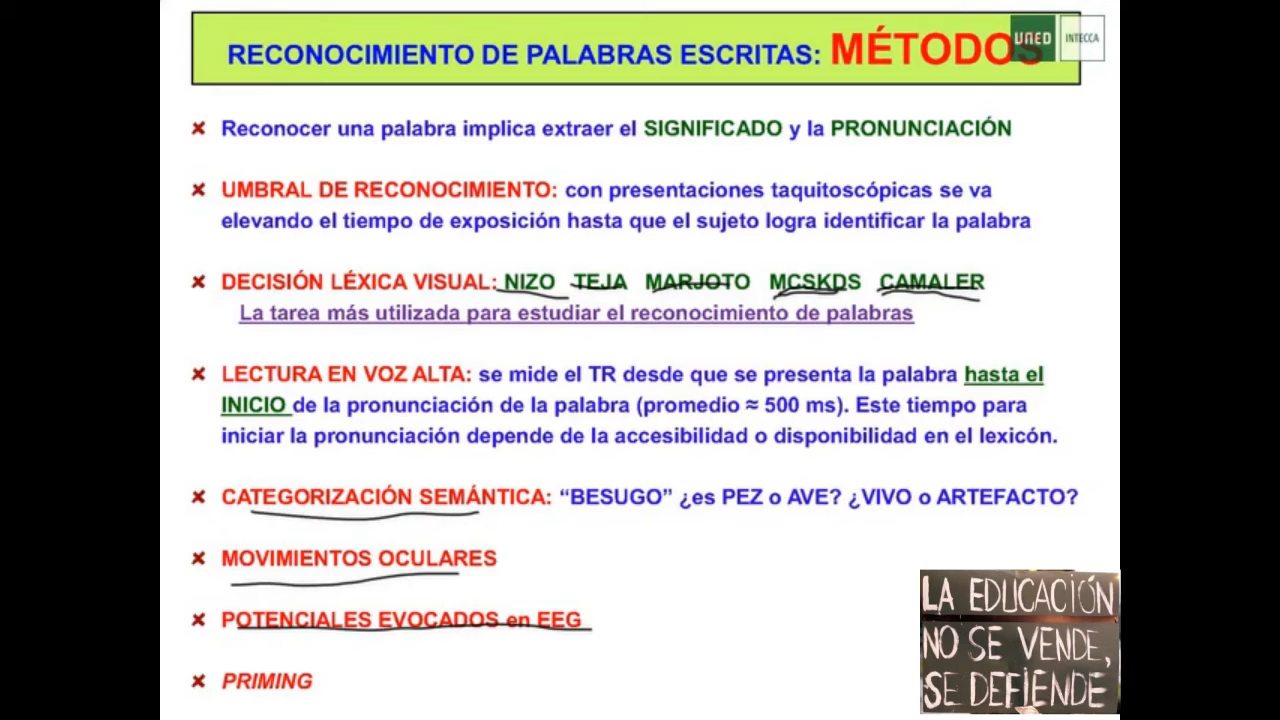 RECONOCIMIENTO DE PALABRAS ESCRITAS: MÉTODOS
UNED INTECCA
Reconocer una palabra implica extraer el SIGNIFICADO y la PRONUNCIACIÓN
UMBRAL DE RECONOCIMIENTO: con presentaciones taquitoscópicas se va
elevando el tiempo de exposición hasta que el sujeto logra identificar la palabra
DECISIÓN LÉXICA VISUAL: NIZO TEJA MARJOTO MCSKDS CAMALER
La tarea más utilizada para estudiar el reconocimiento de palabras
LECTURA EN VOZ ALTA: se mide el TR desde que se presenta la palabra hasta el
INICIO de la pronunciación de la palabra (promedio ≈ 500 ms). Este tiempo para
iniciar la pronunciación depende de la accesibilidad o disponibilidad en el lexicón.
CATEGORIZACIÓN SEMÁNTICA: “BESUGO” ¿es PEZ o AVE? ¿VIVO o ARTEFACTO?
MOVIMIENTOS OCULARES
POTENCIALES EVOCADOS en EEG
PRIMING
LA EDUCACIÓN
NO SE VENDE,
SE DEFIENDE